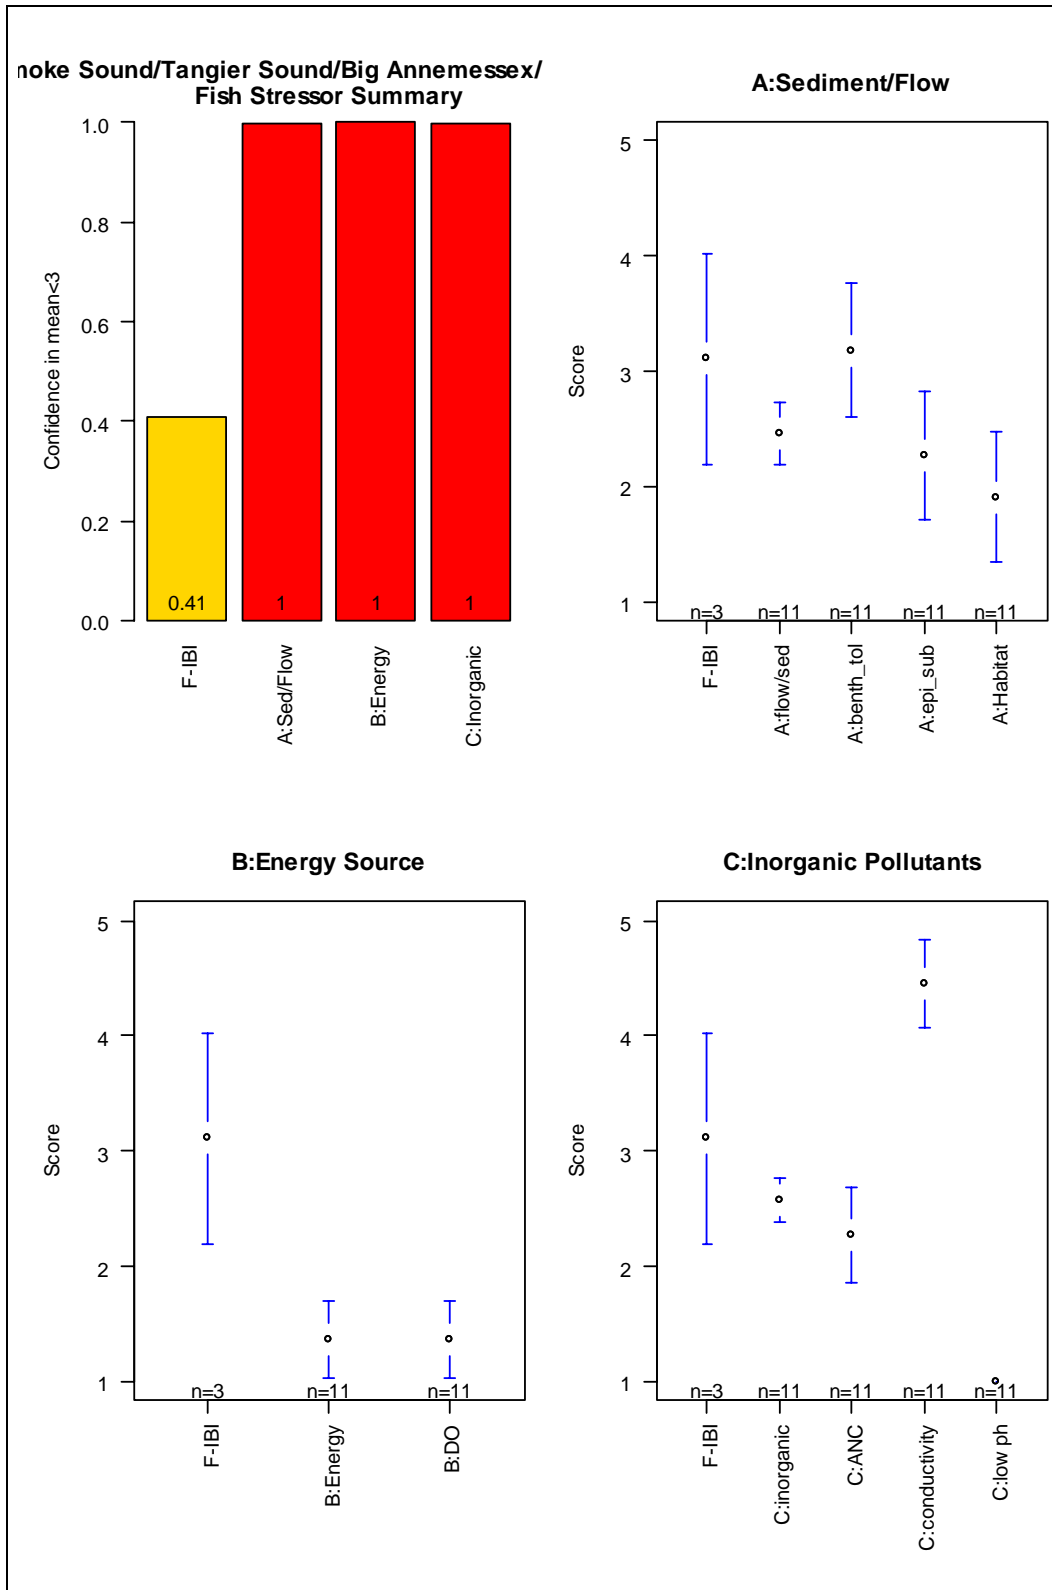 Sound/Tangier Sound/Big Annemessex/
Fish Stressor Summary
Confidence in mean<3
1.0
0.8
0.6
0.4
0.2
0.0
0.41
1
1
1
F-IBI
A:Sed/Flow
B:Energy
C:Inorganic
A:Sediment/Flow
Score
5
4
3
2
1
n=3
n=11
n=11
n=11
n=11
F-IBI
A:flow/sed
A:benth_tol
A:epi_sub
A:Habitat
B:Energy Source
Score
5
4
3
2
1
n=3
n=11
n=11
F-IBI
B:Energy
B:DO
C:Inorganic Pollutants
Score
5
4
3
2
1
n=3
n=11
n=11
n=11
n=11
F-IBI
C:inorganic
C:ANC
C:conductivity
C:low ph